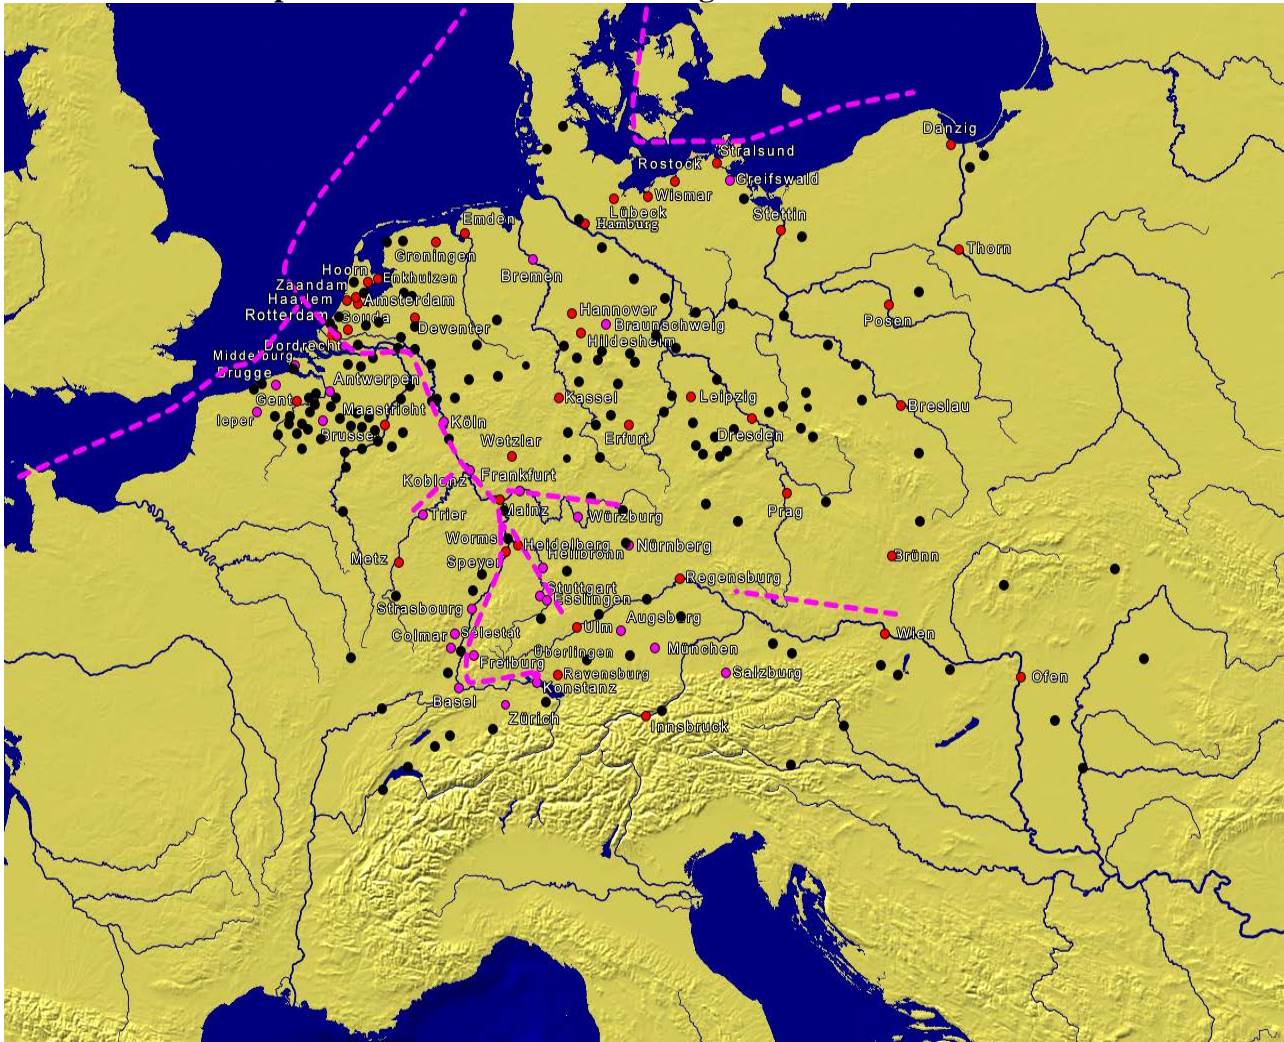 Danzig
Stralsund
Rostock
Greifswald
Wismar
Lübeck
Stettin
Emden
Hamburg
Groningen
Thorn
Bremen
Hoorn
Enkhuizen
Zaandam
Haarlem
Amsterdam
Hannover
Rotterdam
Gouda
Braunschweig
Posen
Deventer
Hildesheim
Dordrecht
Middelburg
Brugge
Antwerpen
Gent
Kassel
Leipzig
Maastricht
Breslau
Ieper
Köln
Brussel
Erfurt
Dresden
Wetzlar
Koblenz
Frankfurt
Mainz
Prag
Trier
Würzburg
Worms
Heidelberg
Nürnberg
Heilbronn
Metz
Speyer
Brünn
Regensburg
Stuttgart
Esslingen
Strasbourg
Augsberg
Ulm
Colmar
Sélestat
Wien
Überlingen
München
Freiburg
Ravensburg
Salzburg
Ofen
Konstanz
Basel
Zürich
Innsbruck